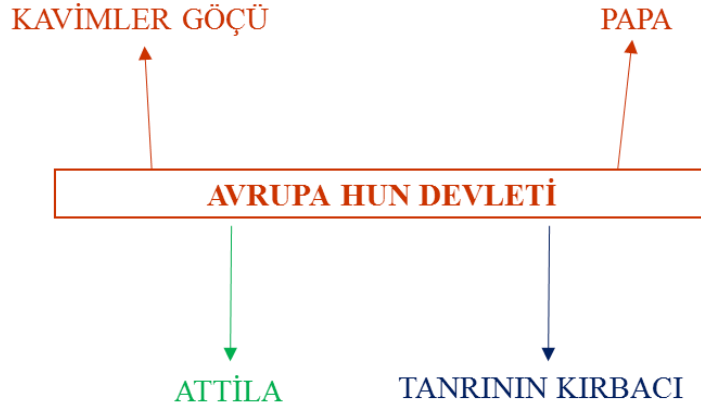 KAVİMLER GÖÇÜ
PAPA
AVRUPA HUN DEVLETİ
ATTİLA
TANRININ KIRBACI